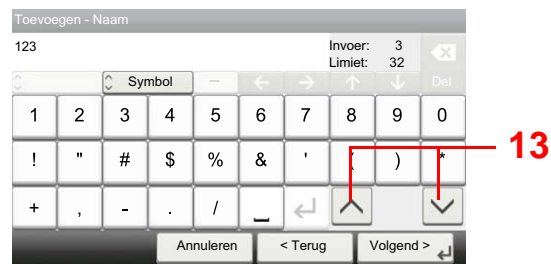 Toevoegen - Naam
123 Invoer: 3
Limiet: 32
Symbol Del
1 2 3 4 5 6 7 8 9 0
! " # $ % & ' ( ) *
13
+ , - . / _
Annuleren < Terug Volgend >